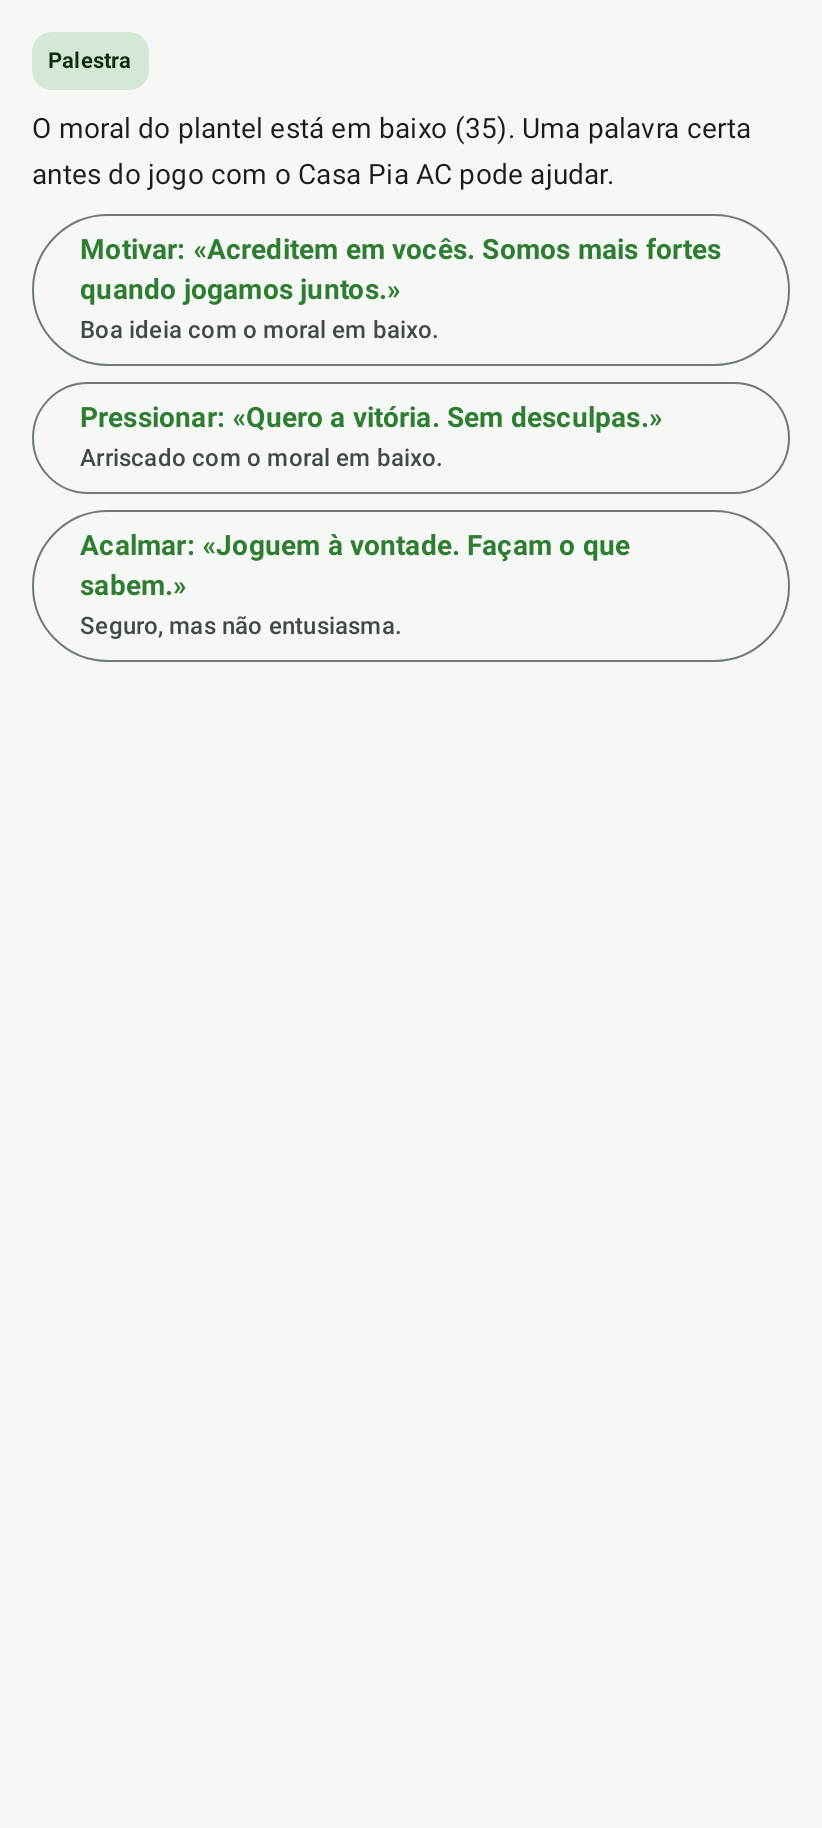 Palestra
O moral do plantel está em baixo (35). Uma palavra certa
antes do jogo com o Casa Pia AC pode ajudar.
Motivar: «Acreditem em vocês. Somos mais fortes
quando jogamos juntos.»
Boa ideia com o moral em baixo.
Pressionar: «Quero a vitória. Sem desculpas.»
Arriscado com o moral em baixo.
Acalmar: «Joguem à vontade. Façam o que
sabem.»
Seguro, mas não entusiasma.